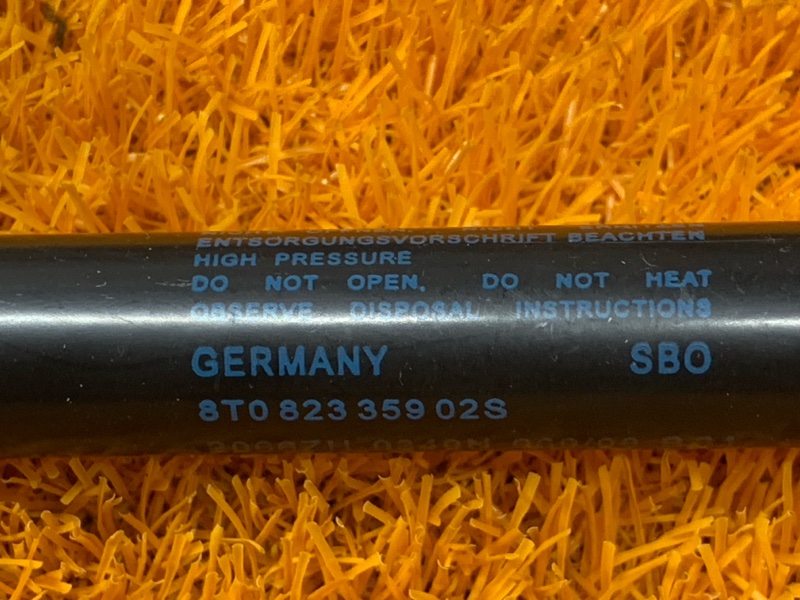 ENTSORGUNGSVORSCHRIFT BEACHTEN
HIGH PRESSURE
DO NOT OPEN, DO NOT HEAT
OBSERVE DISPOSAL INSTRUCTIONS
GERMANY SBO
8T0 823 359 02S